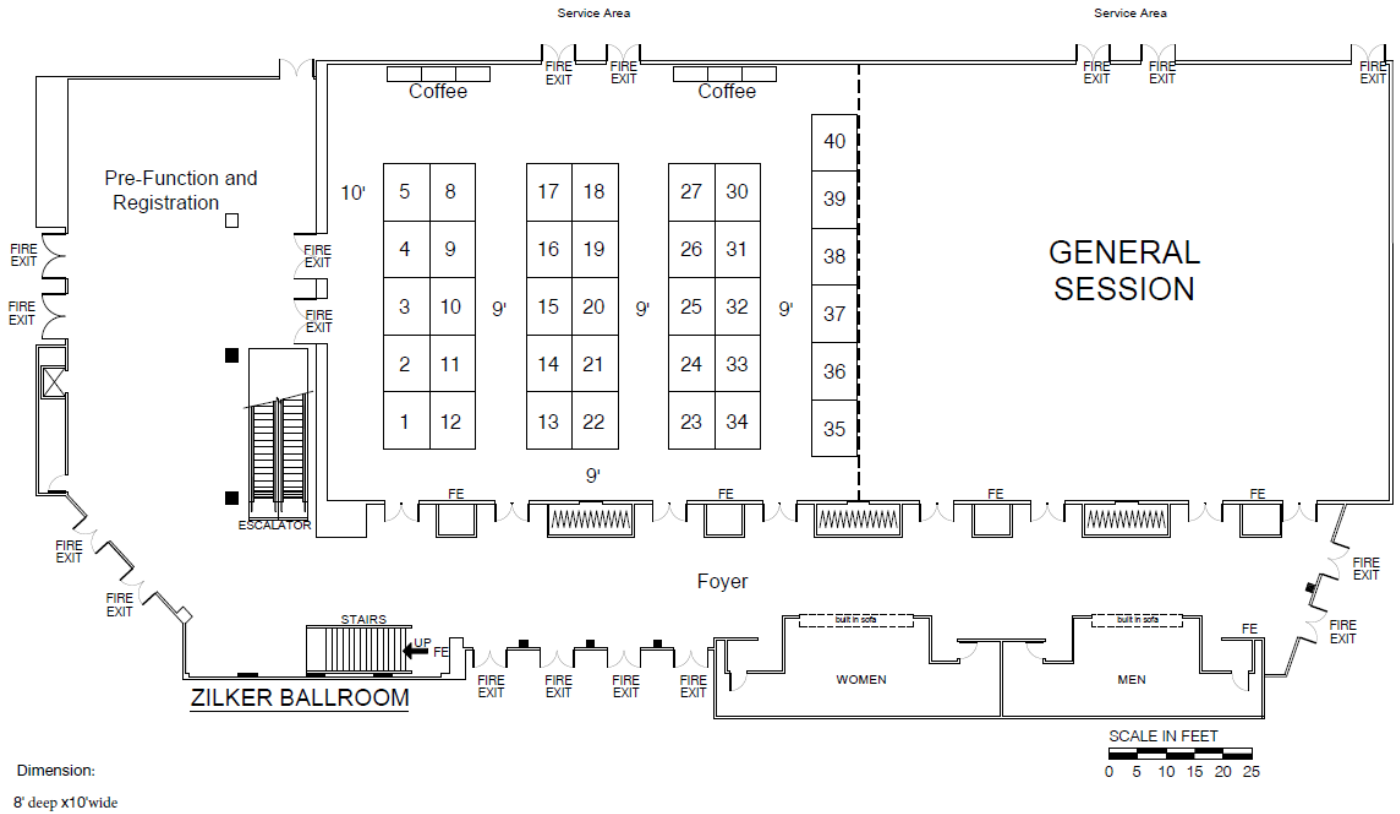 Service Area
Service Area
FIRE
EXIT
FIRE
EXIT
FIRE
EXIT
FIRE
EXIT
FIRE
EXIT
Coffee
Coffee
Pre-Function and
Registration
10'
5 8 17 18 27 30 40
4 9 16 19 26 31 39
3 10 15 20 25 32 38
2 11 14 21 24 33 37
1 12 13 22 23 34 36
35
9'
9'
9'
9'
GENERAL
SESSION
FIRE
EXIT
FIRE
EXIT
FIRE
EXIT
FIRE
EXIT
FE
FE
FE
FE
ESCALATOR
FIRE
EXIT
FIRE
EXIT
Foyer
FIRE
EXIT
FIRE
EXIT
STAIRS
UP
FE
built in sofa
built in sofa
FE
FIRE
EXIT
FIRE
EXIT
FIRE
EXIT
FIRE
EXIT
WOMEN
MEN
ZILKER BALLROOM
SCALE IN FEET
0 5 10 15 20 25
Dimension:
8' deep x10'wide